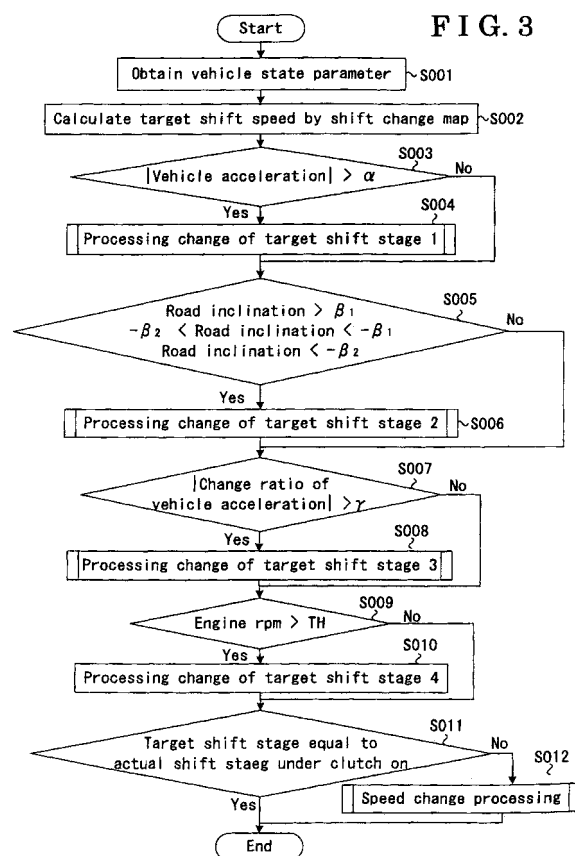 Start
F I G. 3
Obtain vehicle state parameter
S001
Calculate target shift speed by shift change map
S002
S003
|Vehicle acceleration| > α
No
Yes
S004
Processing change of target shift stage 1
S005
Road inclination > β1
-β2 < Road inclination < -β1
Road inclination < -β2
No
Yes
Processing change of target shift stage 2
S006
S007
|Change ratio of
vehicle acceleration| > γ
No
Yes
S008
Processing change of target shift stage 3
S009
Engine rpm > TH
No
Yes
S010
Processing change of target shift stage 4
S011
Target shift stage equal to
actual shift staeg under clutch on
No
S012
Yes
Speed change processing
End